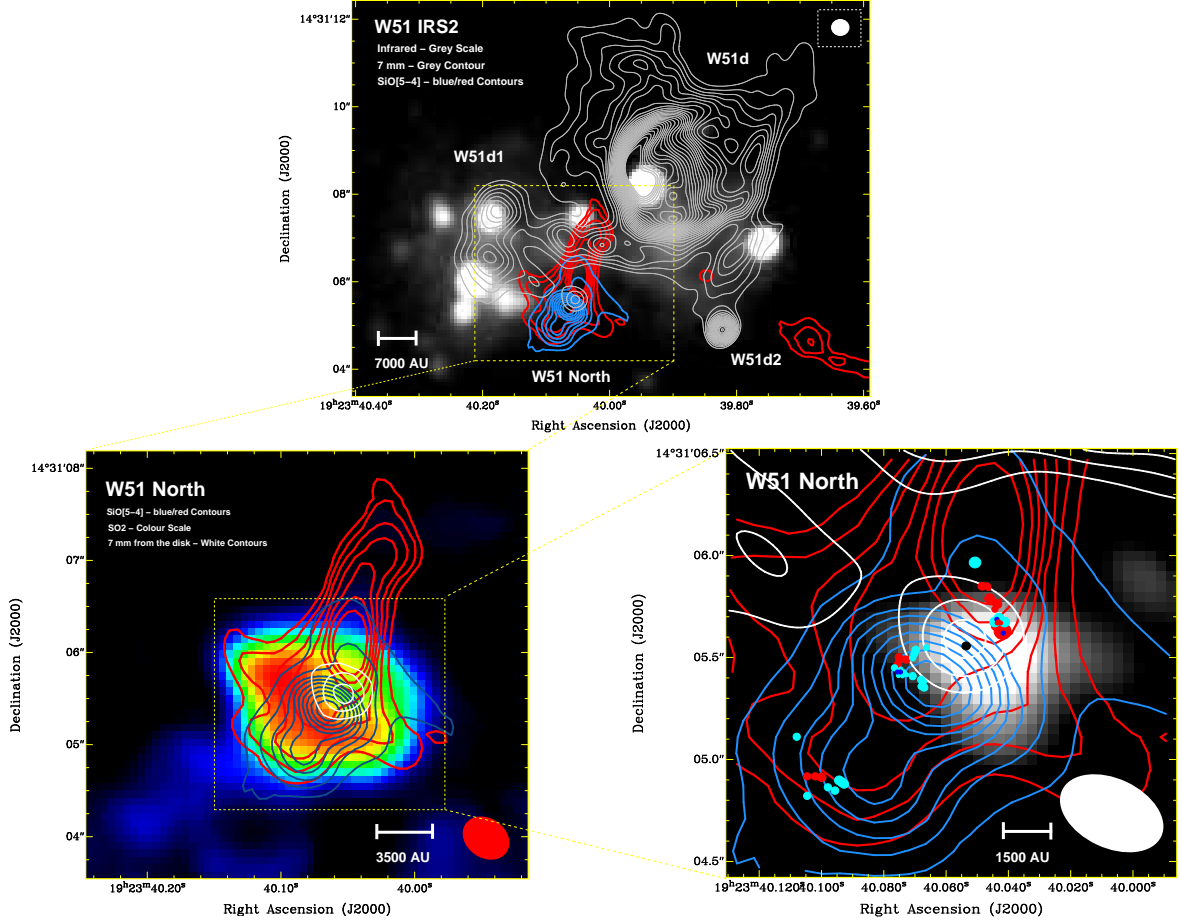 14°31′12″
W51 IRS2
Infrared – Grey Scale
7 mm – Grey Contour
SiO[5–4] – blue/red Contours
W51d
10″
W51d1
08″
06″
04″
Declination (J2000)
7000 AU
W51 North
W51d2
19ʰ23ᵐ40.40ˢ 40.20ˢ 40.00ˢ 39.80ˢ 39.60ˢ
Right Ascension (J2000)
14°31′08″
W51 North
SiO[5–4] – blue/red Contours
SO2 – Colour Scale
7 mm from the disk – White Contours
07″
06″
05″
04″
Declination (J2000)
3500 AU
19ʰ23ᵐ40.20ˢ 40.10ˢ 40.00ˢ
Right Ascension (J2000)
14°31′06.5″
W51 North
06.0″
05.5″
05.0″
04.5″
Declination (J2000)
1500 AU
19ʰ23ᵐ40.120ˢ 40.100ˢ 40.080ˢ 40.060ˢ 40.040ˢ 40.020ˢ 40.000ˢ
Right Ascension (J2000)